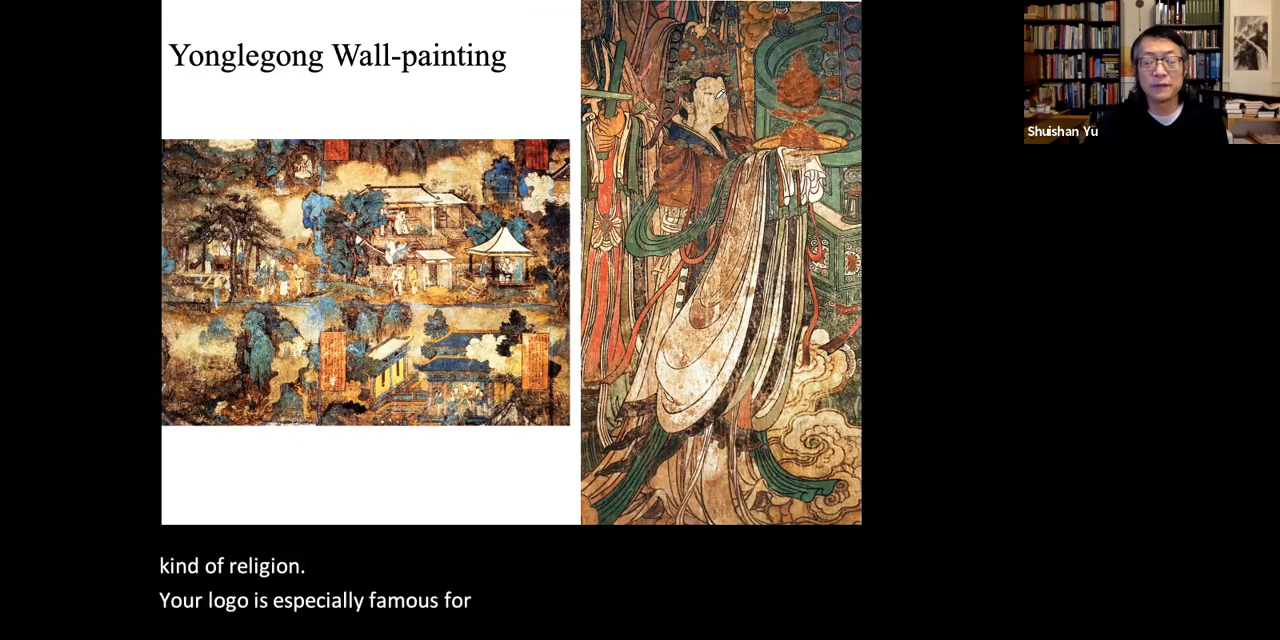 Yonglegong Wall-painting
Shuishan Yu
kind of religion.
Your logo is especially famous for